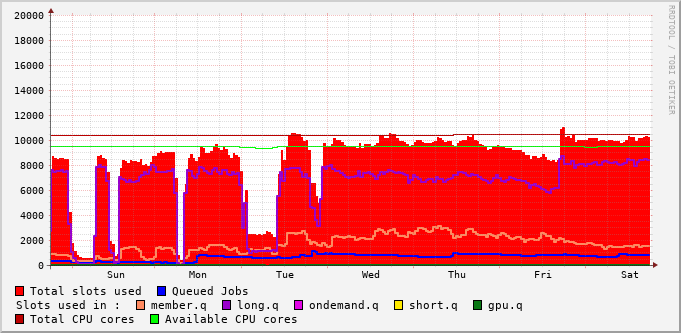 20000
18000
16000
14000
12000
10000
8000
6000
4000
2000
0
Sun Mon Tue Wed Thu Fri Sat
RRDTOOL / TOBI OETIKER
Total slots used Queued Jobs
Slots used in : member.q long.q ondemand.q short.q gpu.q
Total CPU cores Available CPU cores